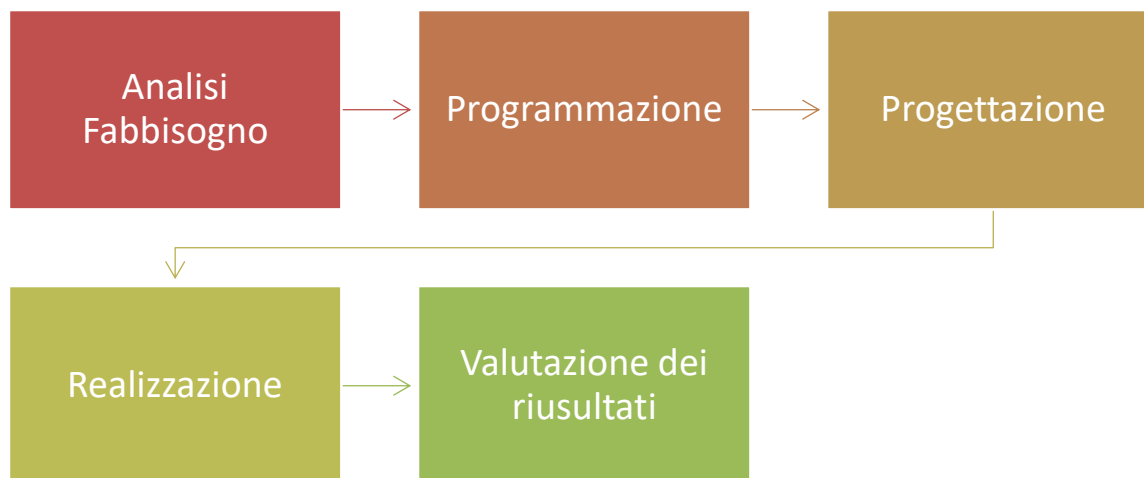 Analisi
Fabbisogno
Programmazione
Progettazione
Realizzazione
Valutazione dei
riusultati